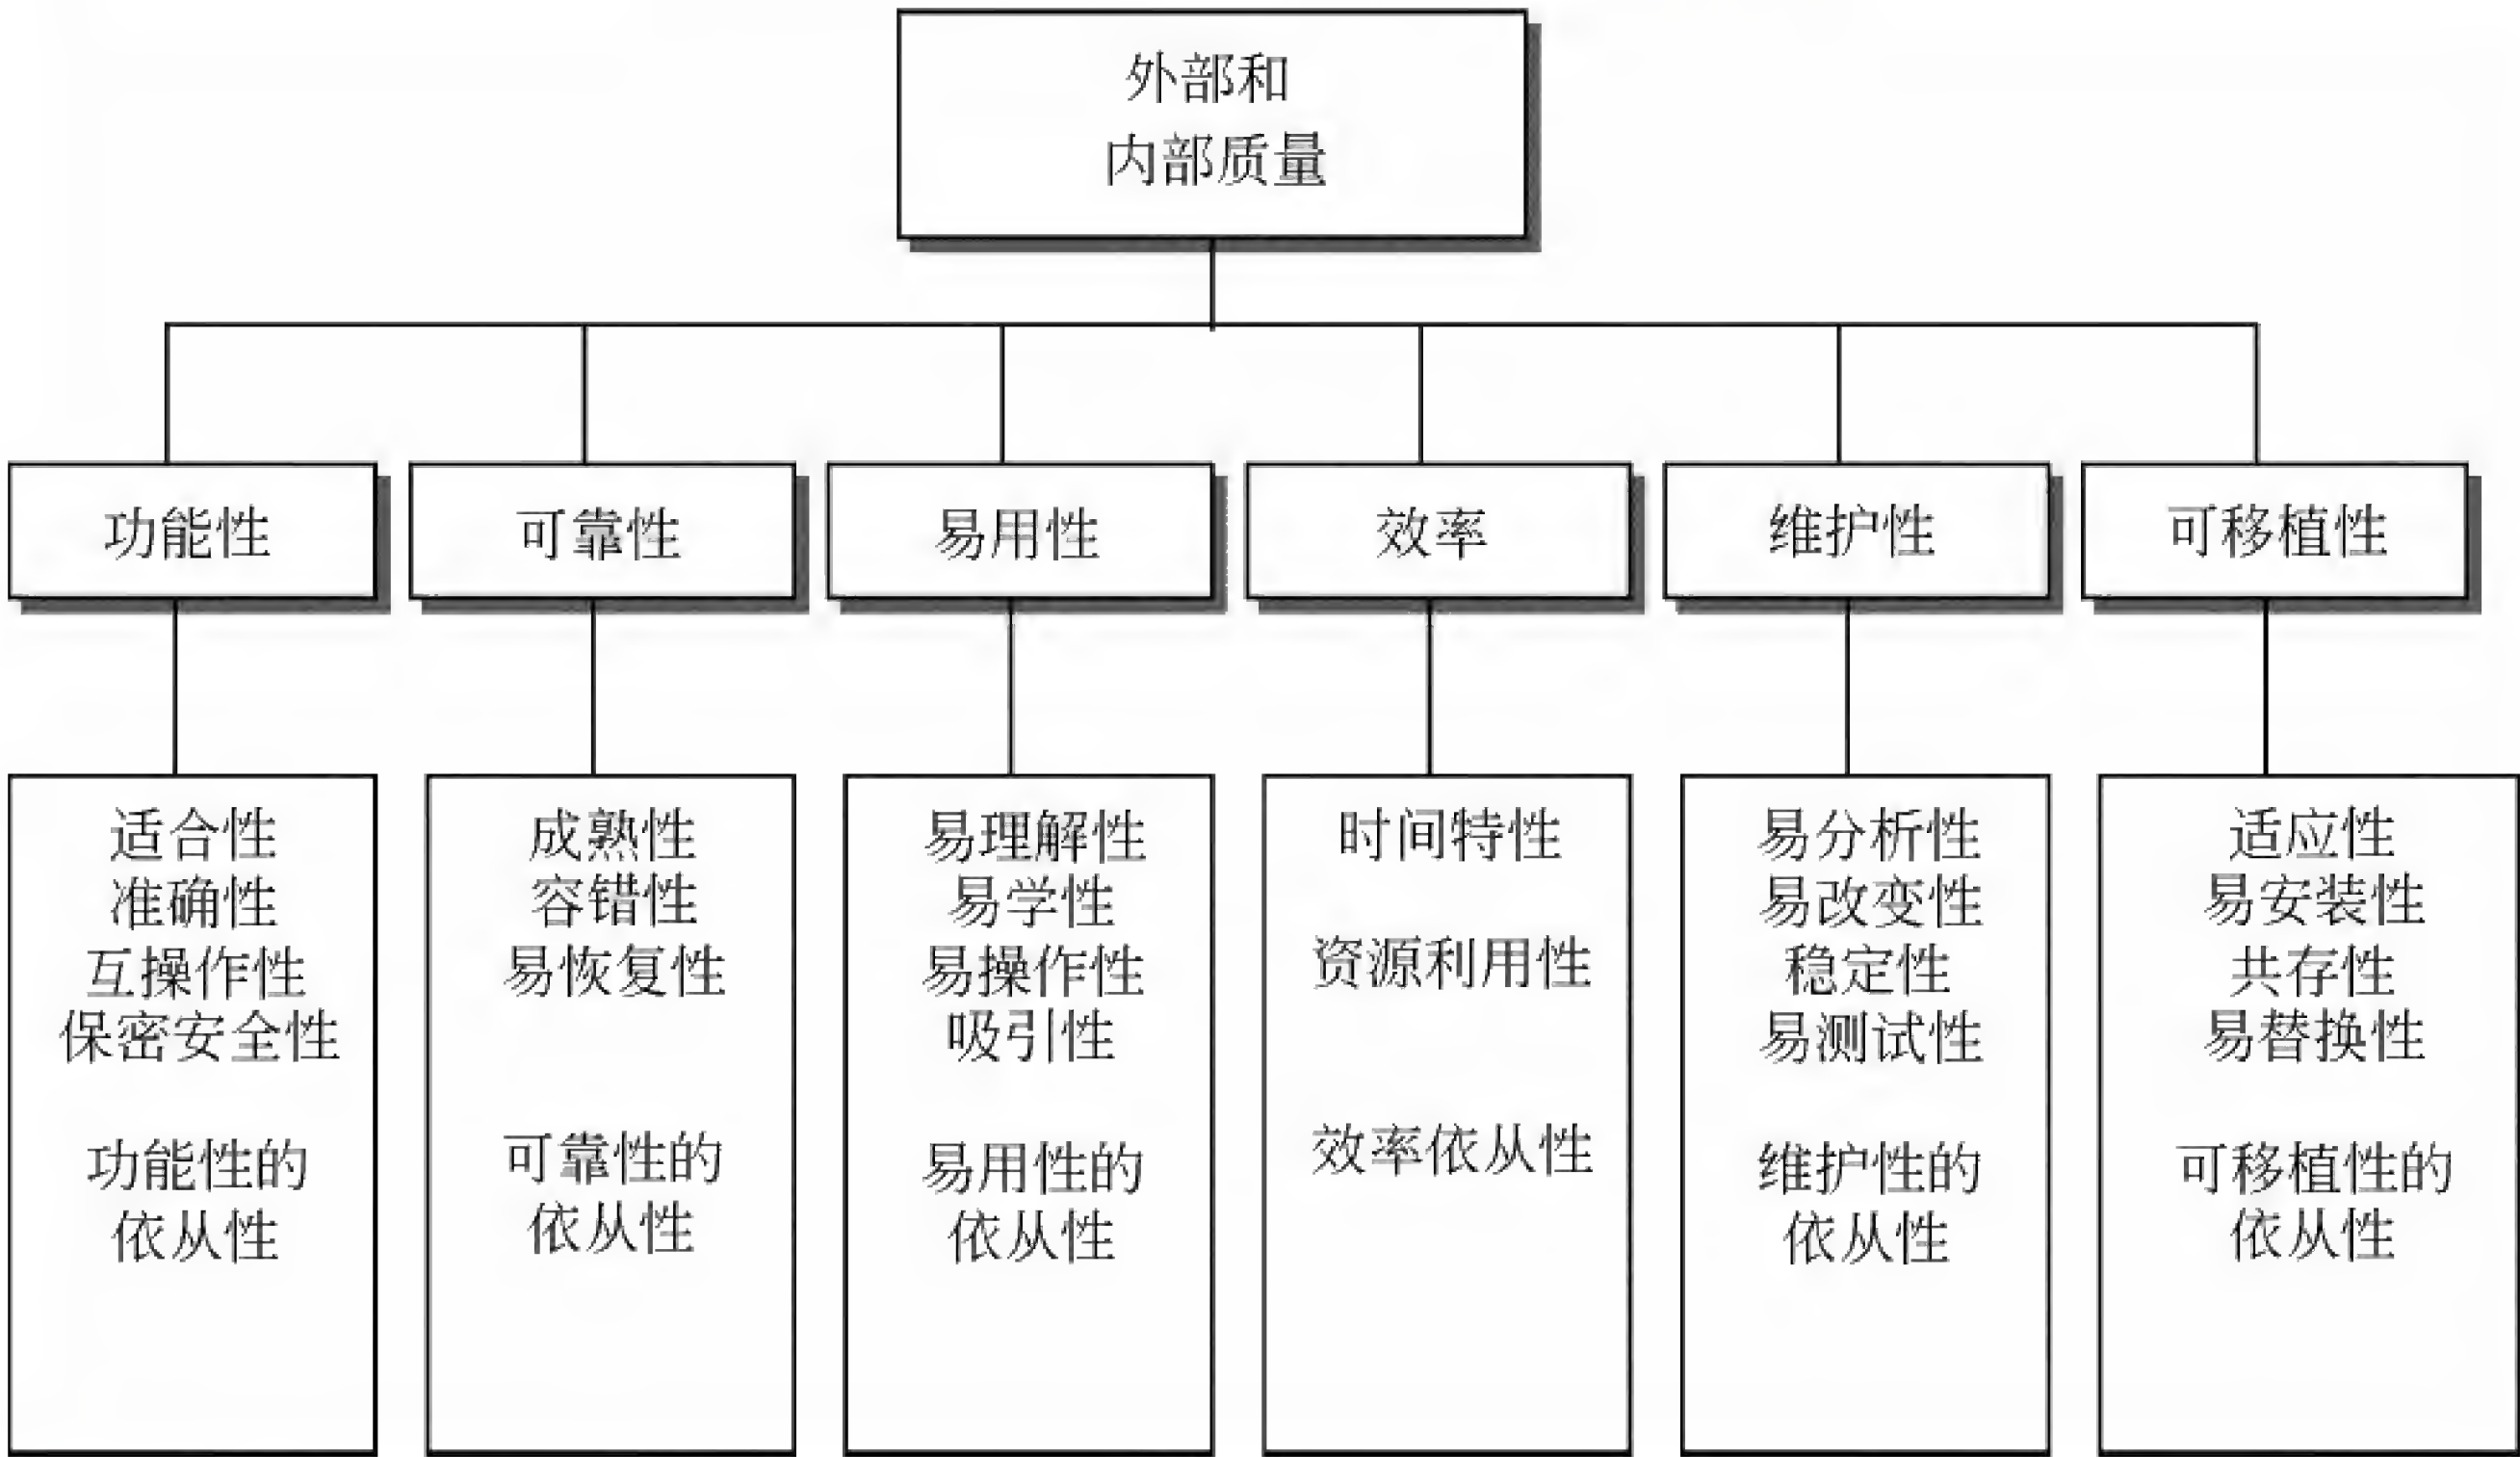 外部和
内部质量
功能性
可靠性
易用性
效率
维护性
可移植性
适合性
准确性
互操作性
保密安全性
功能性的
依从性
成熟性
容错性
易恢复性
可靠性的
依从性
易理解性
易学性
易操作性
吸引性
易用性的
依从性
时间特性
资源利用性
效率依从性
易分析性
易改变性
稳定性
易测试性
维护性的
依从性
适应性
易安装性
共存性
易替换性
可移植性的
依从性